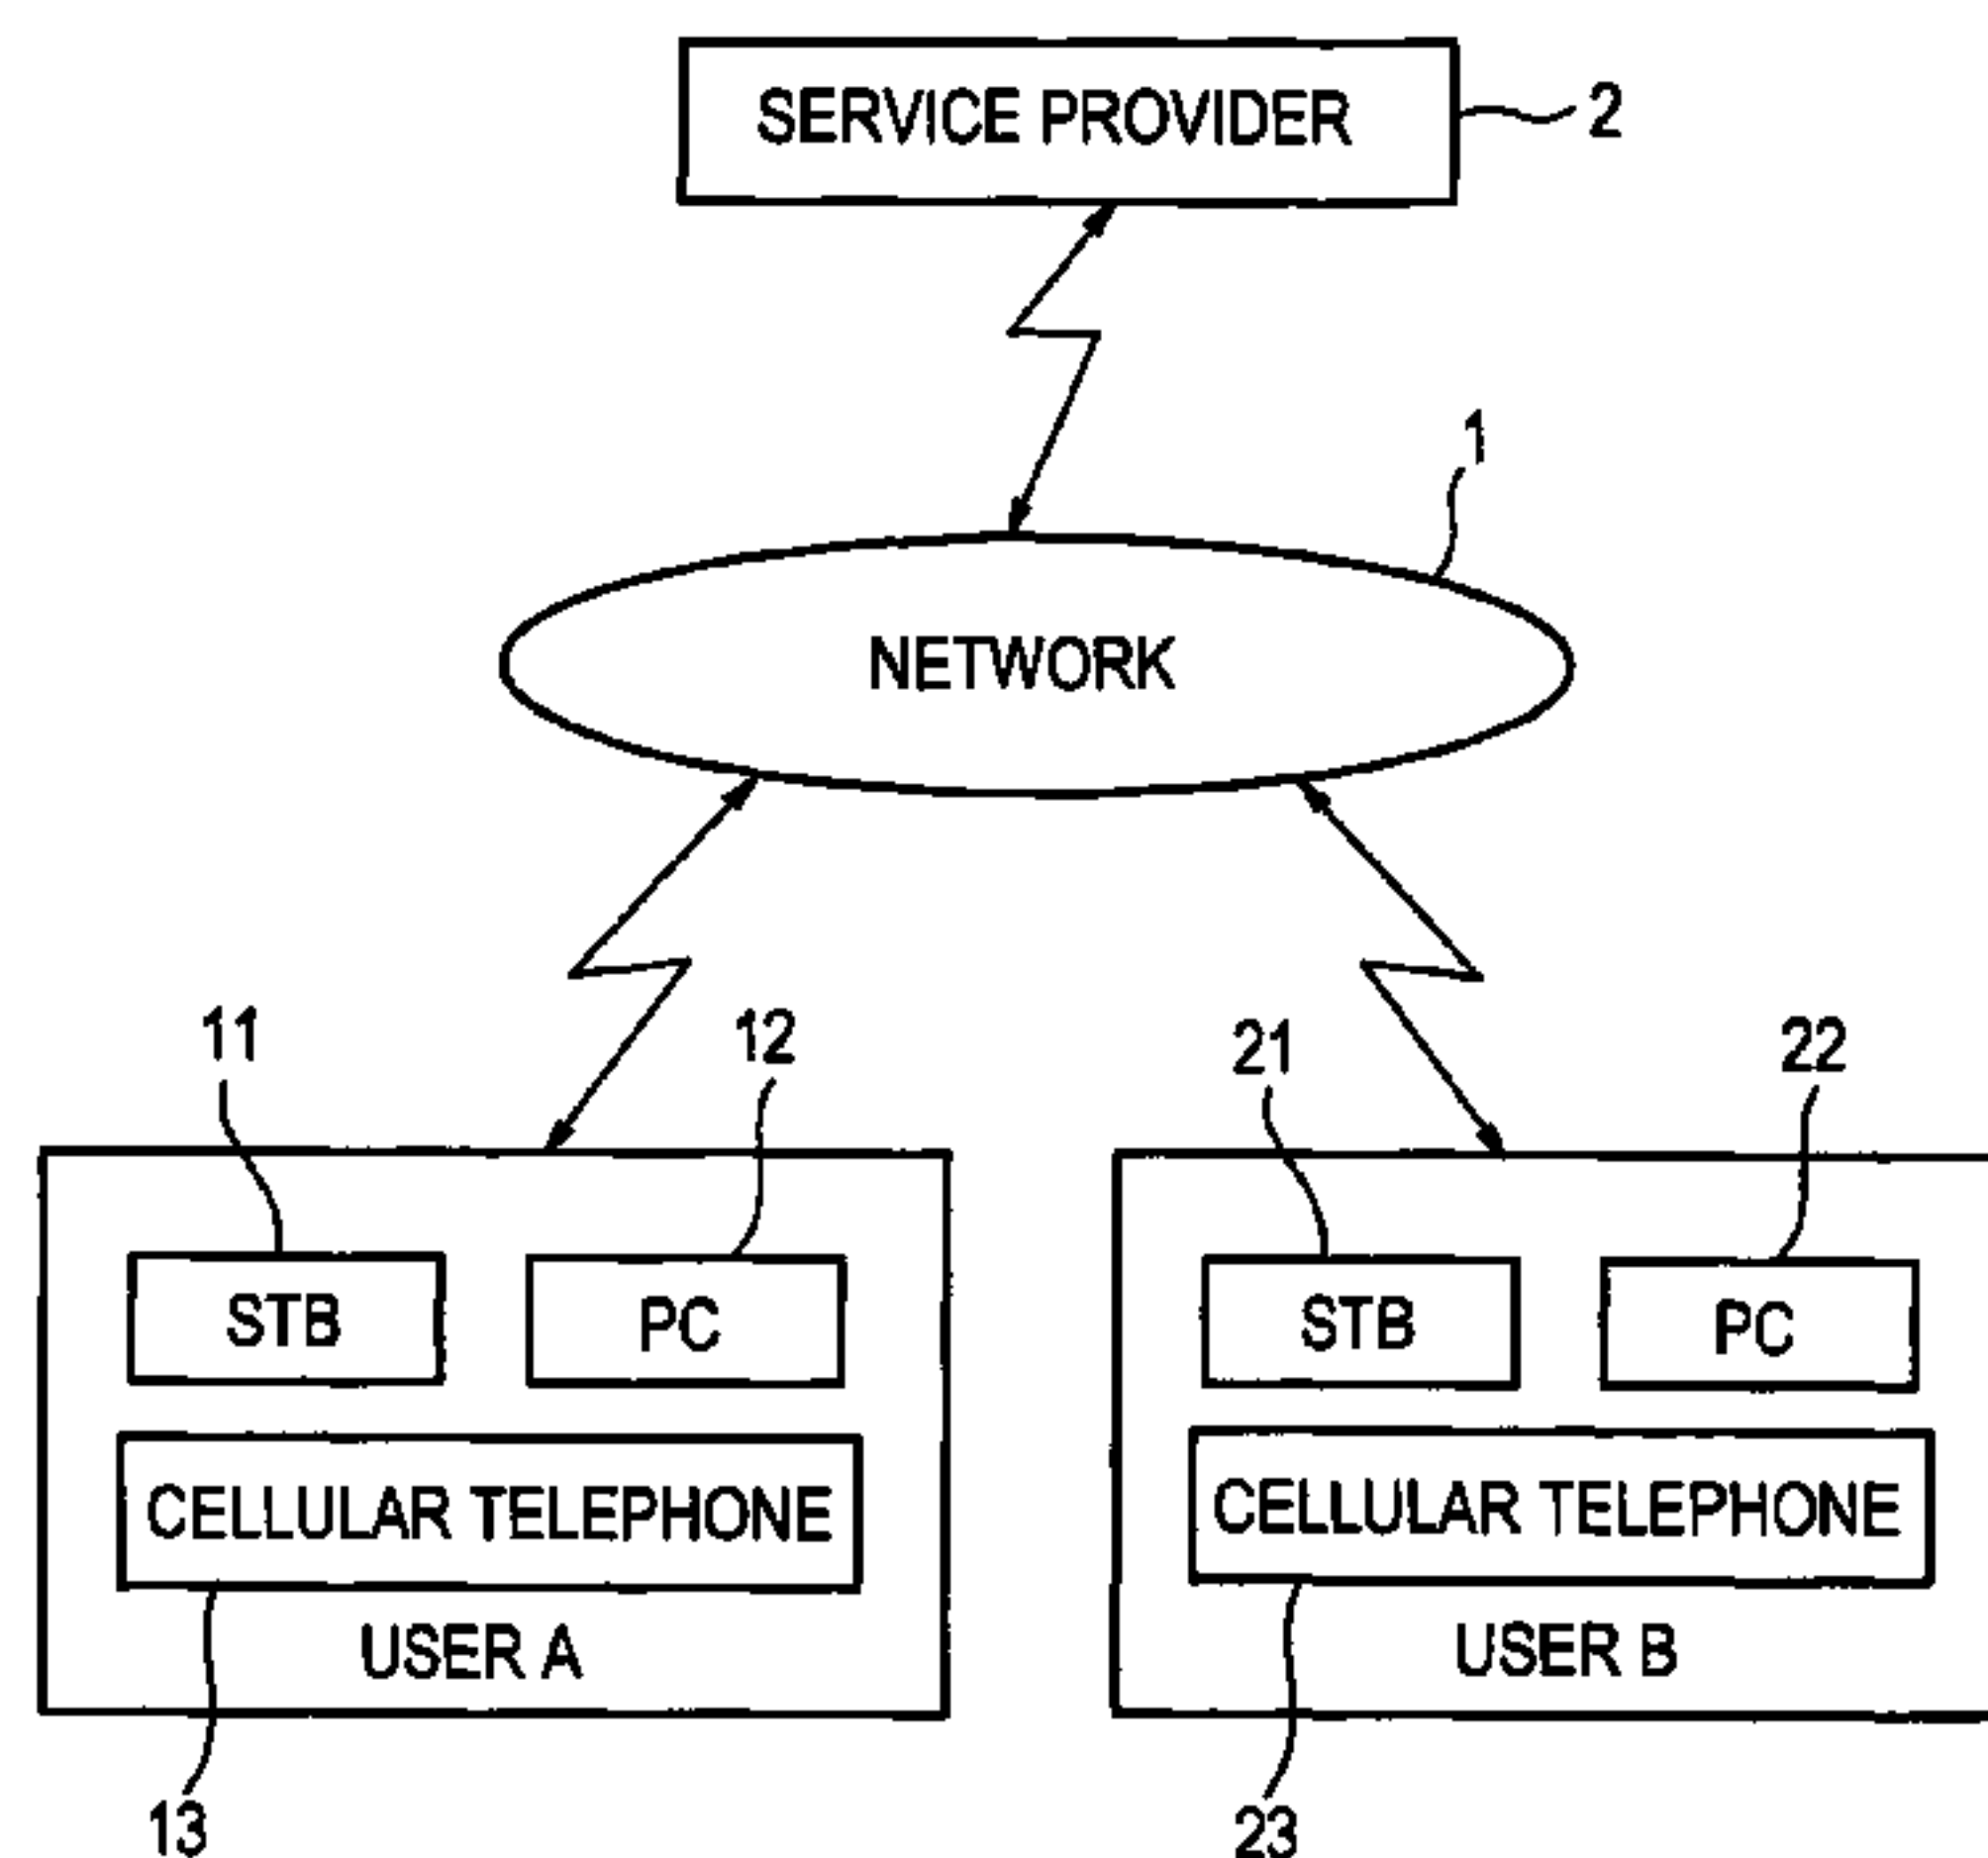 SERVICE PROVIDER
2
1
NETWORK
11
12
21
22
STB
PC
STB
PC
CELLULAR TELEPHONE
CELLULAR TELEPHONE
USER A
USER B
13
23